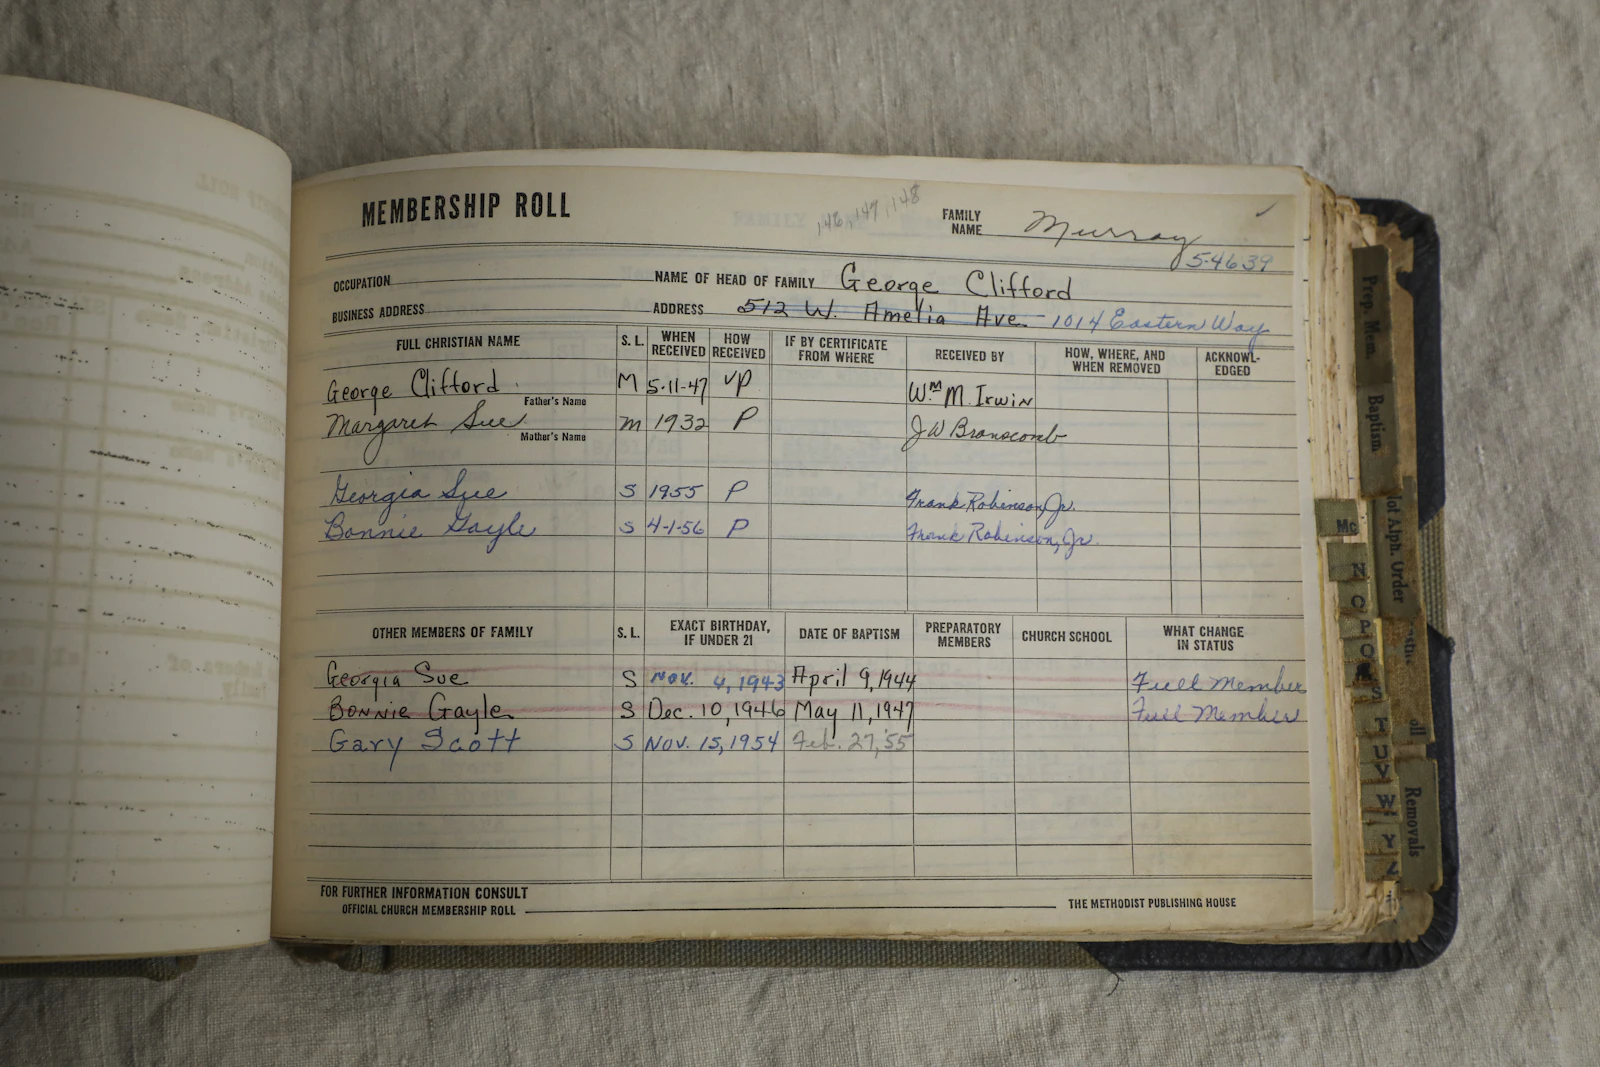 MEMBERSHIP ROLL
146, 147, 148
FAMILY NAME Murray
54639
OCCUPATION NAME OF HEAD OF FAMILY George Clifford
BUSINESS ADDRESS ADDRESS 512 W. Amelia Ave. 1014 Eastern Way
FULL CHRISTIAN NAME S. L. WHEN RECEIVED HOW RECEIVED IF BY CERTIFICATE FROM WHERE RECEIVED BY HOW, WHERE, AND WHEN REMOVED ACKNOWL-EDGED
George Clifford M 5-11-47 VP Wm. M. Irwin
Father's Name
Margaret Sue m 1932 P J W Branscomb
Mother's Name
Georgia Sue S 1955 P Frank Robinson, Jr.
Bonnie Gayle S 4-1-56 P Frank Robinson, Jr.
OTHER MEMBERS OF FAMILY S. L. EXACT BIRTHDAY, IF UNDER 21 DATE OF BAPTISM PREPARATORY MEMBERS CHURCH SCHOOL WHAT CHANGE IN STATUS
Georgia Sue S Nov. 4, 1943 April 9, 1944 Full Member
Bonnie Gayle S Dec. 10, 1946 May 11, 1947 Full Member
Gary Scott S Nov. 15, 1954 Feb. 27, '55
FOR FURTHER INFORMATION CONSULT
OFFICIAL CHURCH MEMBERSHIP ROLL THE METHODIST PUBLISHING HOUSE
Prep. Mem.
Baptism
of Alph. Order
Removals
Mc
N
O
P
Q
S
T
U
V
W
Y
Z